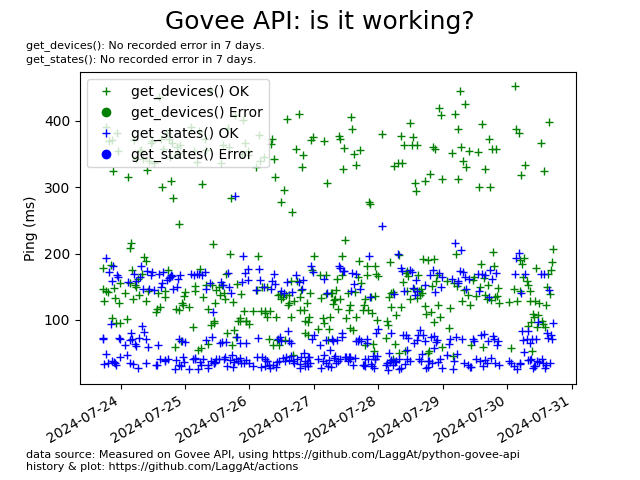 Govee API: is it working?
get_devices(): No recorded error in 7 days.
get_states(): No recorded error in 7 days.
get_devices() OK
get_devices() Error
get_states() OK
get_states() Error
Ping (ms)
400
300
200
100
2024-07-24
2024-07-25
2024-07-26
2024-07-27
2024-07-28
2024-07-29
2024-07-30
2024-07-31
data source: Measured on Govee API, using https://github.com/LaggAt/python-govee-api
history & plot: https://github.com/LaggAt/actions